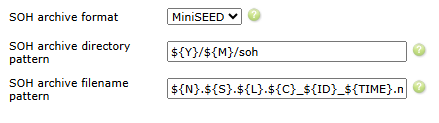 SOH archive format MiniSEED
SOH archive directory
pattern ${Y}/${M}/soh
SOH archive filename
pattern ${N}.${S}.${L}.${C}_${ID}_${TIME}.n